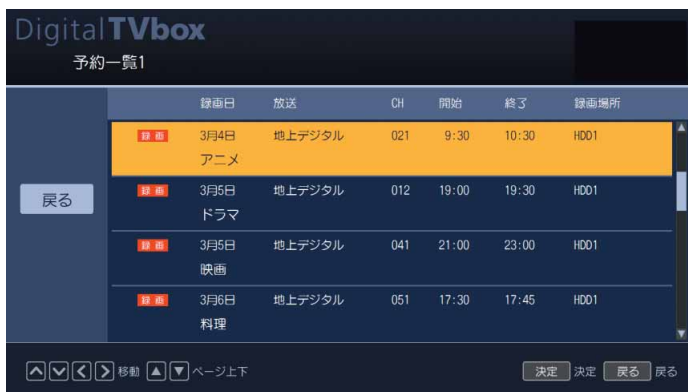 DigitalTVbox
予約一覧1
録画日 放送 CH 開始 終了 録画場所
録画 3月4日 地上デジタル 021 9:30 10:30 HDD1
アニメ
戻る
録画 3月5日 地上デジタル 012 19:00 19:30 HDD1
ドラマ
録画 3月5日 地上デジタル 041 21:00 23:00 HDD1
映画
録画 3月6日 地上デジタル 051 17:30 17:45 HDD1
料理
移動 ページ上下 決定 決定 戻る 戻る